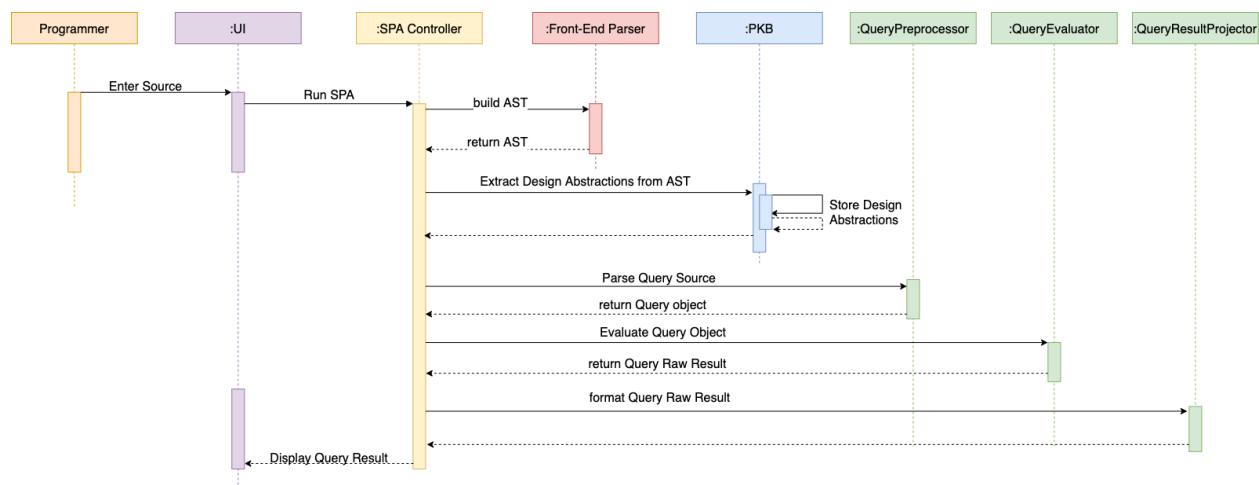 Programmer
:UI
:SPA Controller
:Front-End Parser
:PKB
:QueryPreprocessor
:QueryEvaluator
:QueryResultProjector
Enter Source
Run SPA
build AST
return AST
Extract Design Abstractions from AST
Store Design
Abstractions
Parse Query Source
return Query object
Evaluate Query Object
return Query Raw Result
format Query Raw Result
Display Query Result